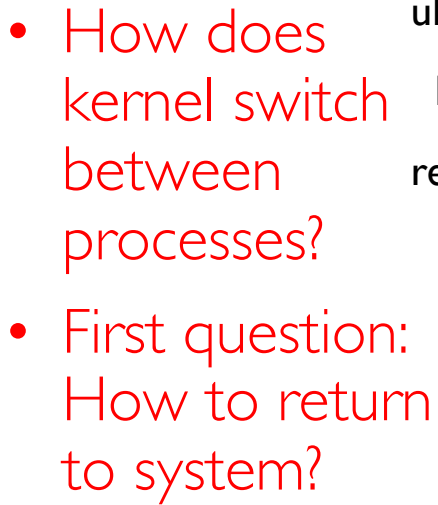 • How does
kernel switch
between
processes?
• First question:
How to return
to system?